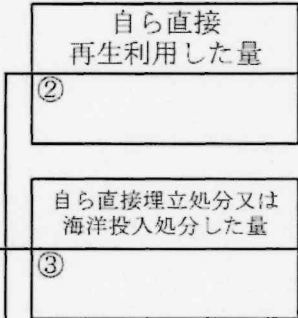 自ら直接
再生利用した量
②
自ら直接埋立処分又は
海洋投入処分した量
③